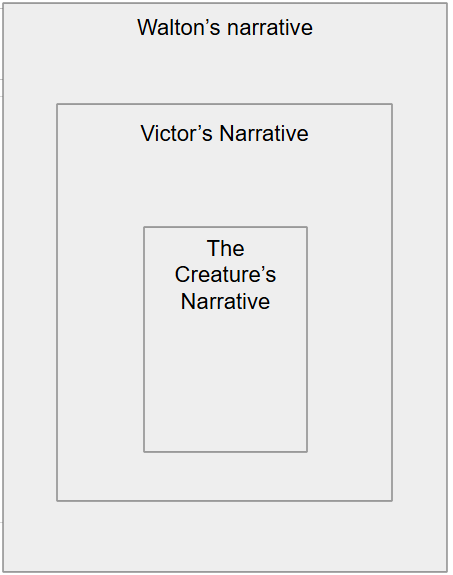 Walton’s narrative
Victor’s Narrative
The
Creature’s
Narrative